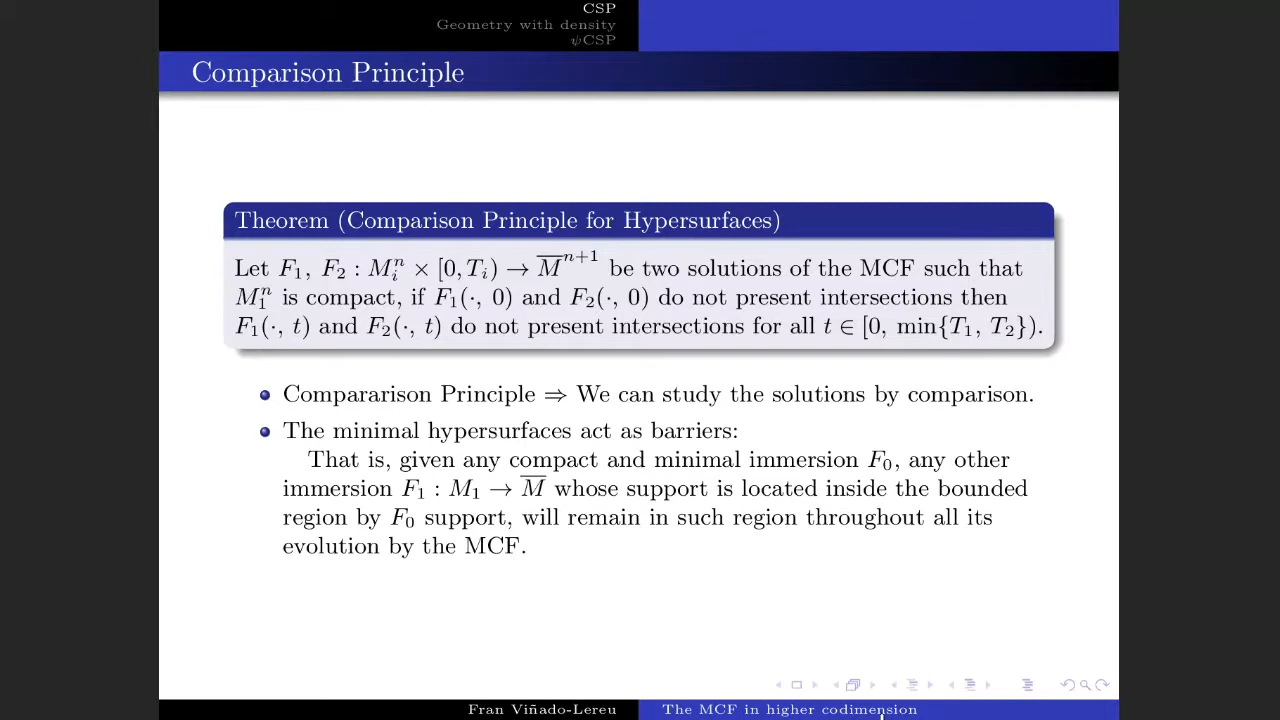 CSP
Geometry with density
ψCSP
Comparison Principle
Theorem (Comparison Principle for Hypersurfaces)
Let F₁, F₂ : Mᵢⁿ × [0, Tᵢ) → M̅ⁿ⁺¹ be two solutions of the MCF such that
M₁ⁿ is compact, if F₁(·, 0) and F₂(·, 0) do not present intersections then
F₁(·, t) and F₂(·, t) do not present intersections for all t ∈ [0, min{T₁, T₂}).
Compararison Principle ⇒ We can study the solutions by comparison.
The minimal hypersurfaces act as barriers:
That is, given any compact and minimal immersion F₀, any other
immersion F₁ : M₁ → M̅ whose support is located inside the bounded
region by F₀ support, will remain in such region throughout all its
evolution by the MCF.
Fran Viñado-Lereu
The MCF in higher codimension